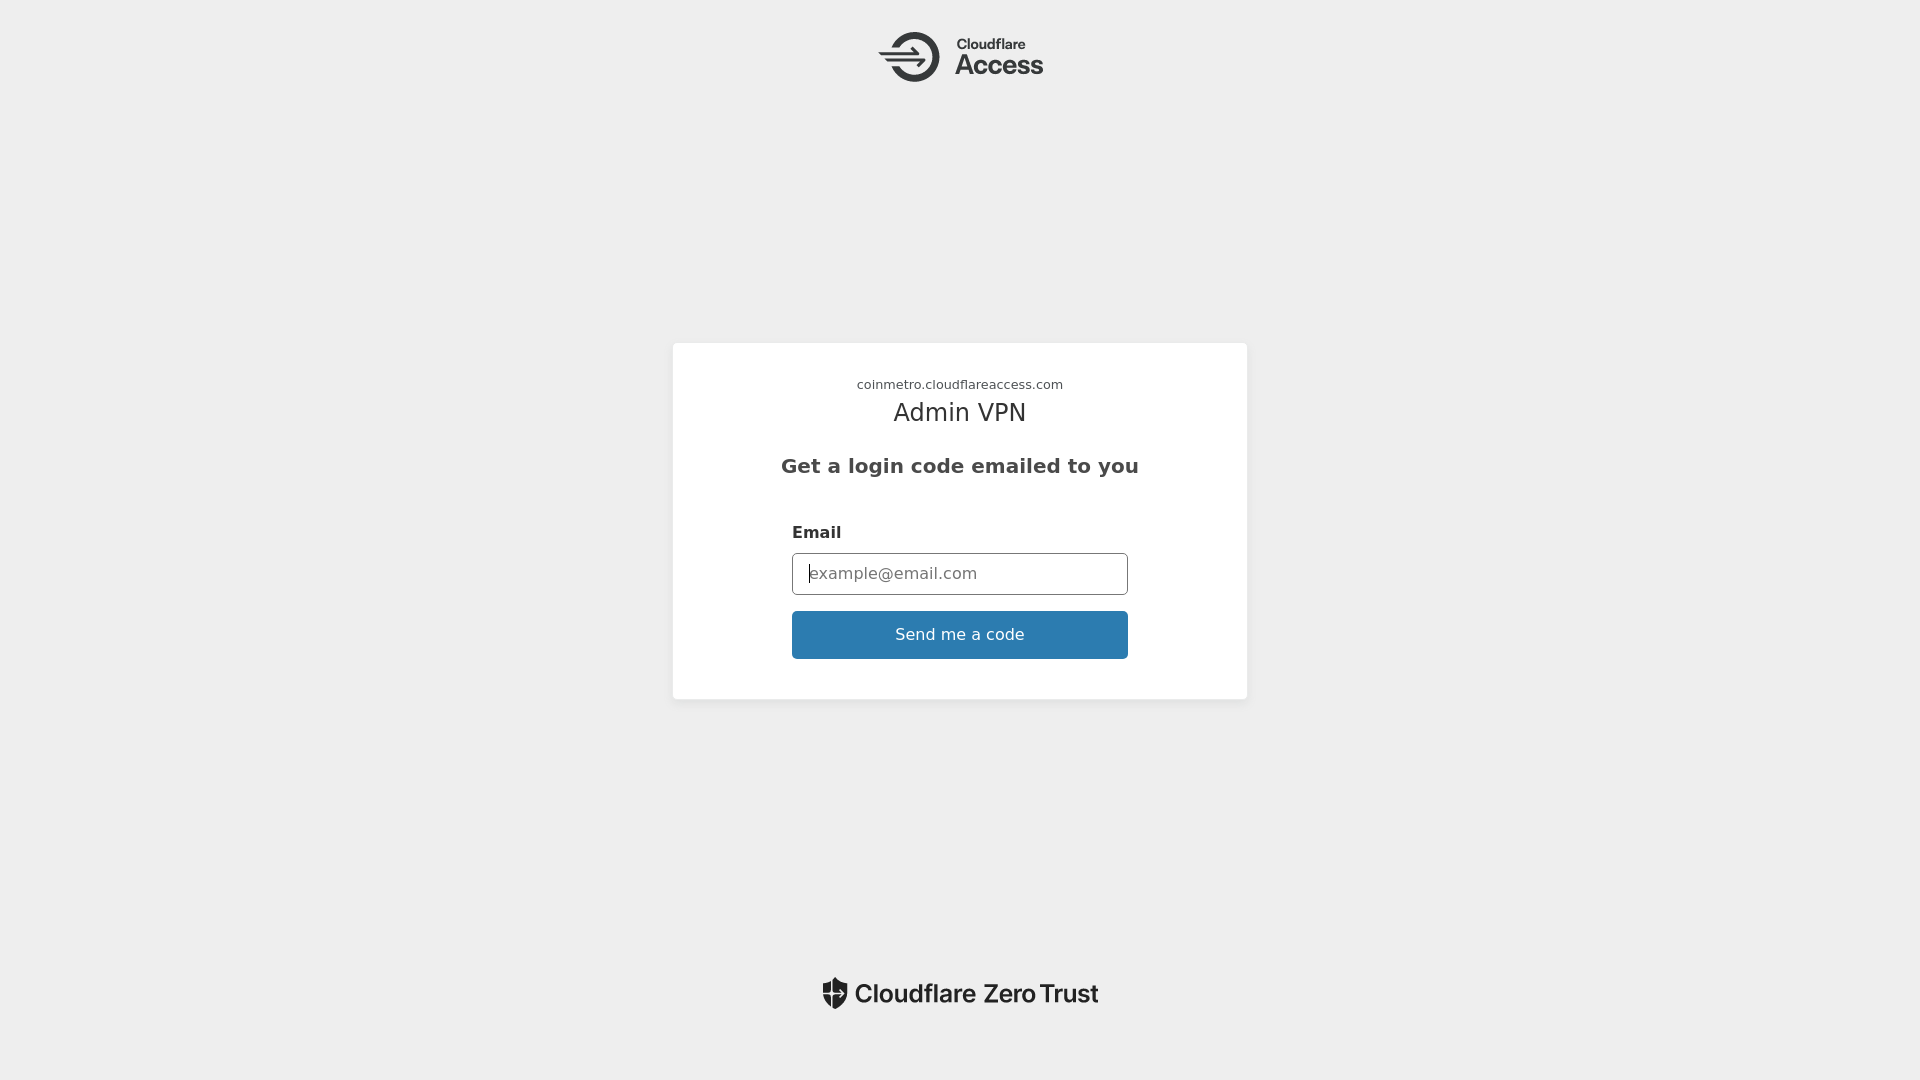 Cloudflare
Access
coinmetro.cloudflareaccess.com
Admin VPN
Get a login code emailed to you
Email
example@email.com
Send me a code
Cloudflare Zero Trust